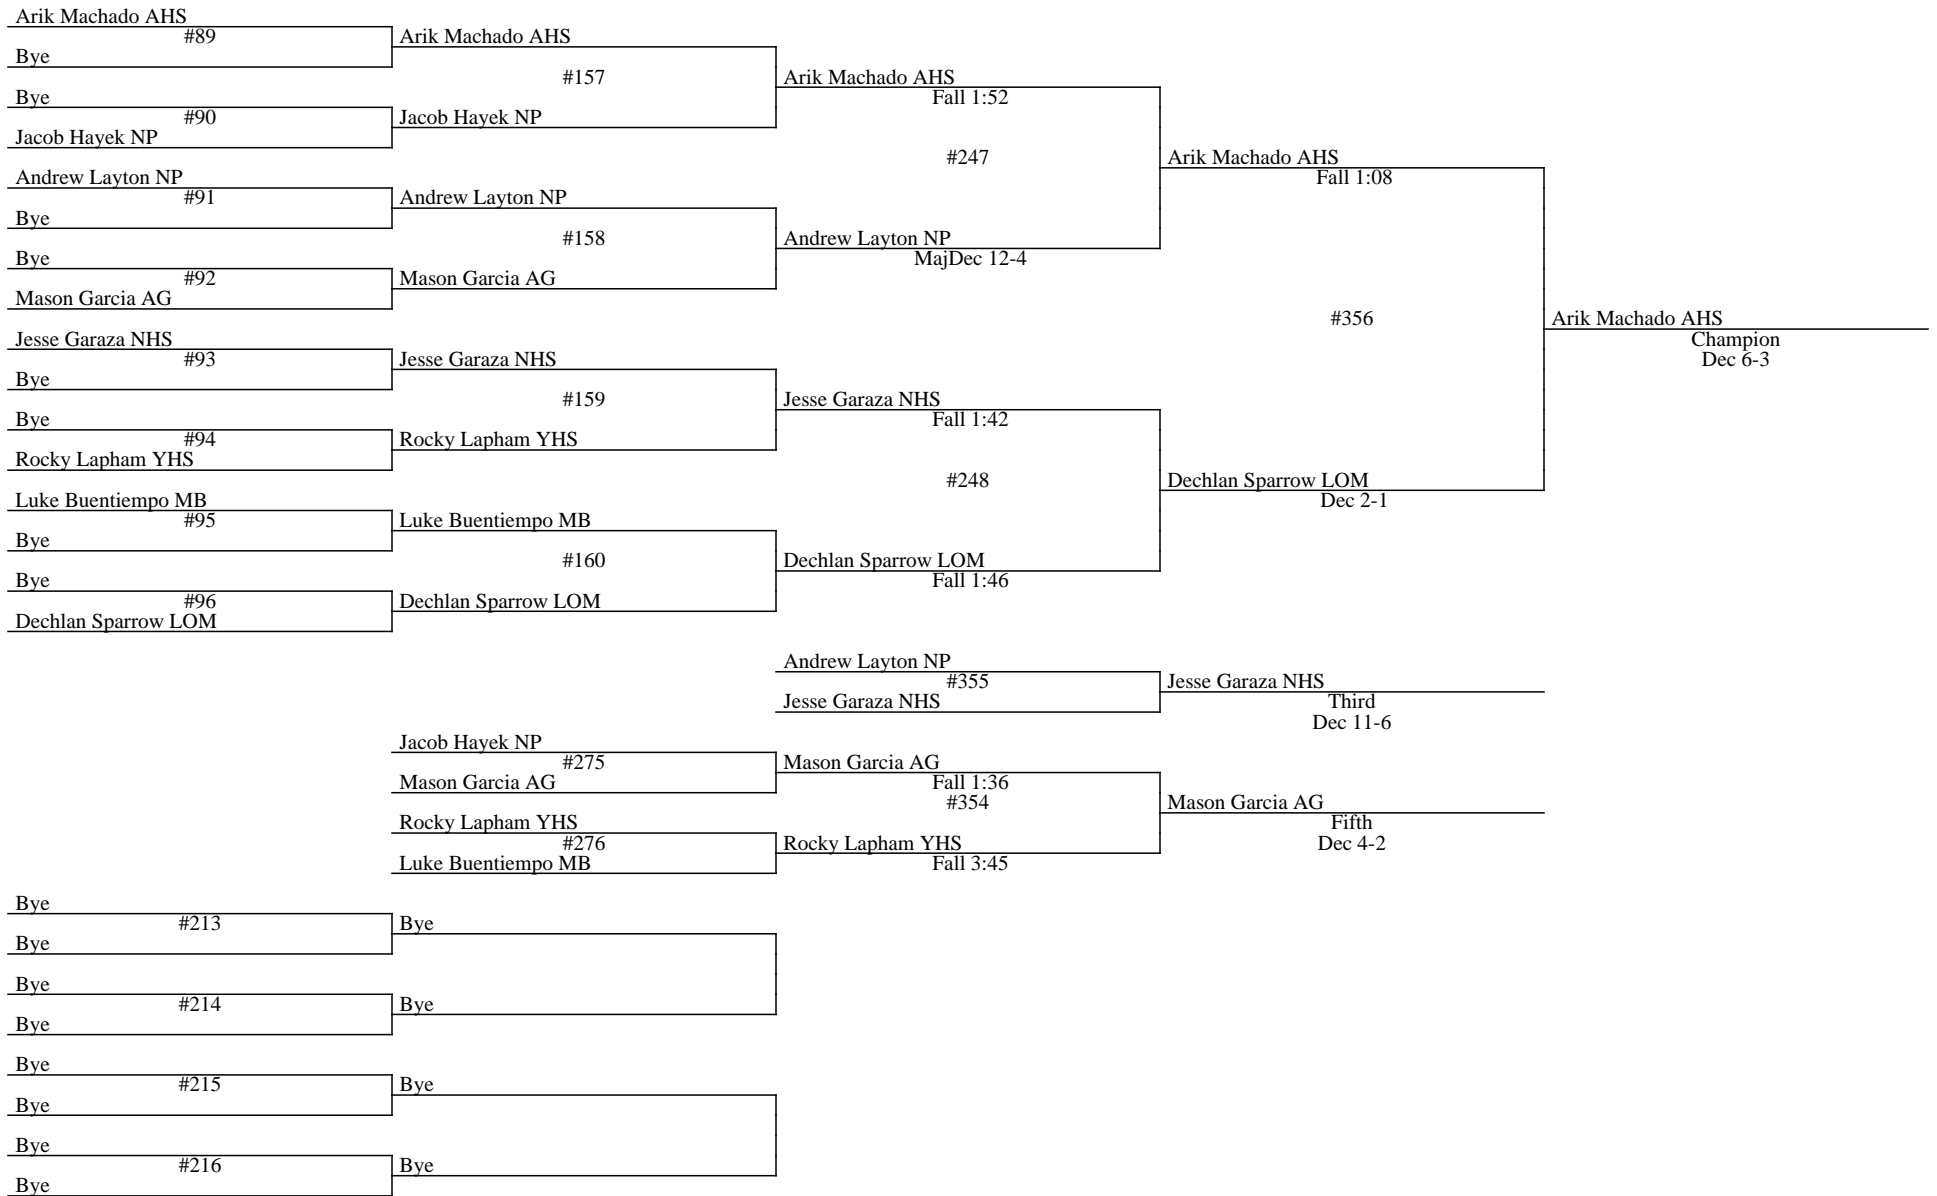 Arik Machado AHS
#89
Bye
Arik Machado AHS
#157
Bye
#90
Jacob Hayek NP
Jacob Hayek NP
Arik Machado AHS
Fall 1:52
#247
Andrew Layton NP
#91
Bye
Andrew Layton NP
#158
Bye
#92
Mason Garcia AG
Mason Garcia AG
Andrew Layton NP
MajDec 12-4
Arik Machado AHS
Fall 1:08
#356
Jesse Garaza NHS
#93
Bye
Jesse Garaza NHS
#159
Bye
#94
Rocky Lapham YHS
Rocky Lapham YHS
Jesse Garaza NHS
Fall 1:42
#248
Luke Buentiempo MB
#95
Bye
Luke Buentiempo MB
#160
Bye
#96
Dechlan Sparrow LOM
Dechlan Sparrow LOM
Dechlan Sparrow LOM
Fall 1:46
Dechlan Sparrow LOM
Dec 2-1
Arik Machado AHS
Champion
Dec 6-3
Andrew Layton NP
#355
Jesse Garaza NHS
Jesse Garaza NHS
Third
Dec 11-6
Jacob Hayek NP
#275
Mason Garcia AG
Mason Garcia AG
Fall 1:36
#354
Rocky Lapham YHS
#276
Luke Buentiempo MB
Rocky Lapham YHS
Fall 3:45
Mason Garcia AG
Fifth
Dec 4-2
Bye
#213
Bye
Bye
Bye
#214
Bye
Bye
Bye
#215
Bye
Bye
Bye
#216
Bye
Bye